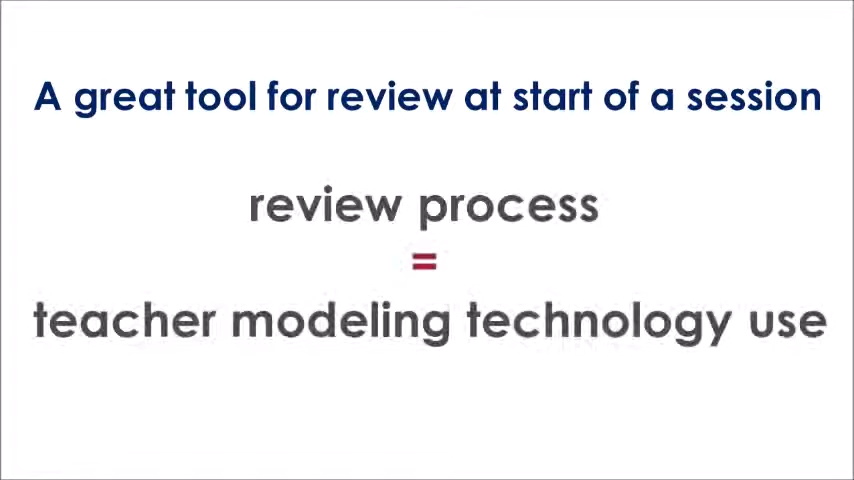 A great tool for review at start of a session
review process
=
teacher modeling technology use